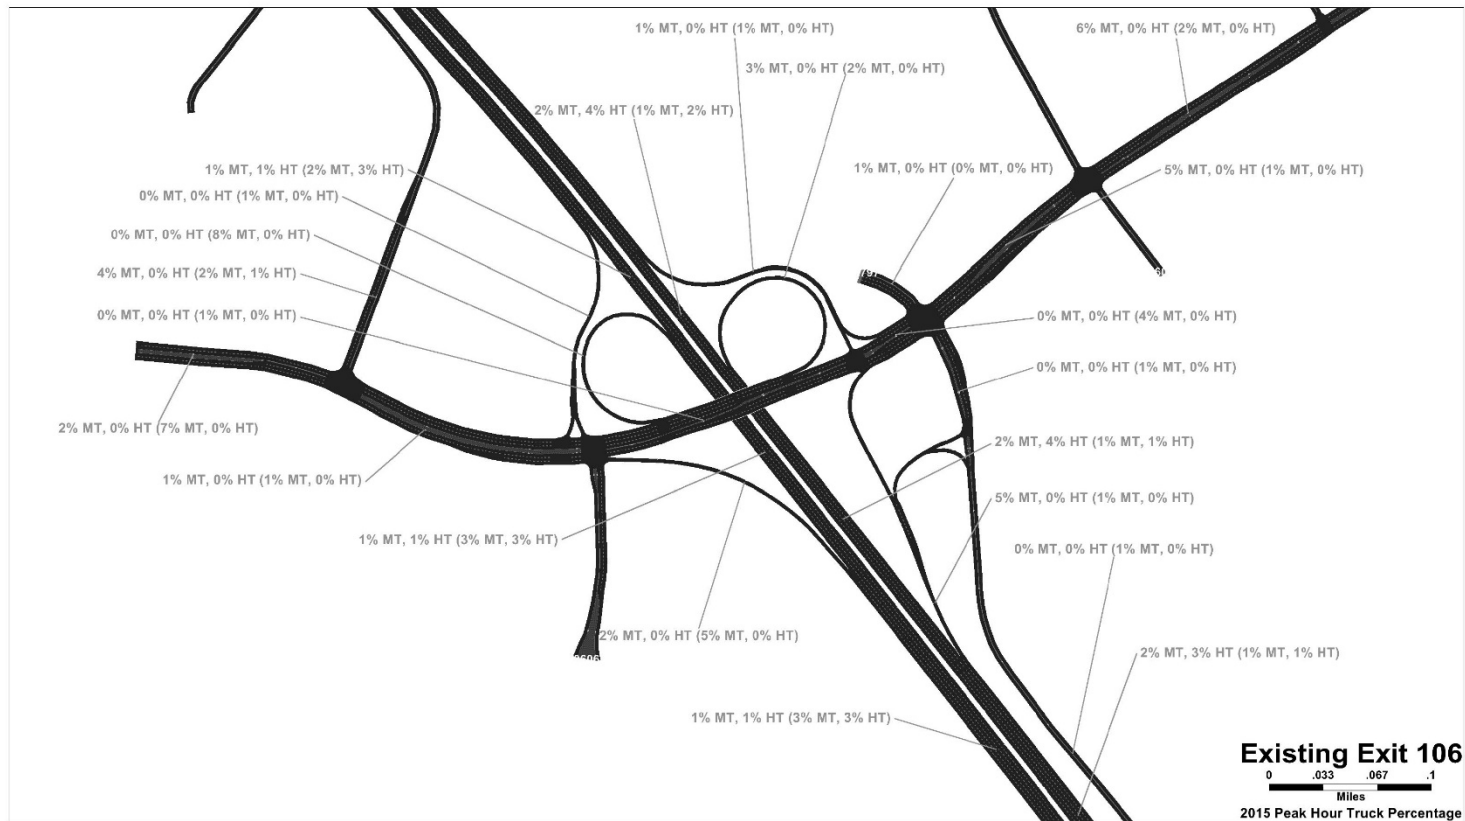 1% MT, 0% HT (1% MT, 0% HT)
6% MT, 0% HT (2% MT, 0% HT)
3% MT, 0% HT (2% MT, 0% HT)
2% MT, 4% HT (1% MT, 2% HT)
1% MT, 1% HT (2% MT, 3% HT)
1% MT, 0% HT (0% MT, 0% HT)
5% MT, 0% HT (1% MT, 0% HT)
0% MT, 0% HT (1% MT, 0% HT)
0% MT, 0% HT (8% MT, 0% HT)
4% MT, 0% HT (2% MT, 1% HT)
0% MT, 0% HT (1% MT, 0% HT)
0% MT, 0% HT (4% MT, 0% HT)
0% MT, 0% HT (1% MT, 0% HT)
2% MT, 0% HT (7% MT, 0% HT)
2% MT, 4% HT (1% MT, 1% HT)
1% MT, 0% HT (1% MT, 0% HT)
5% MT, 0% HT (1% MT, 0% HT)
1% MT, 1% HT (3% MT, 3% HT)
0% MT, 0% HT (1% MT, 0% HT)
2% MT, 0% HT (5% MT, 0% HT)
2% MT, 3% HT (1% MT, 1% HT)
1% MT, 1% HT (3% MT, 3% HT)
Existing Exit 106
0 .033 .067 .1
Miles
2015 Peak Hour Truck Percentage